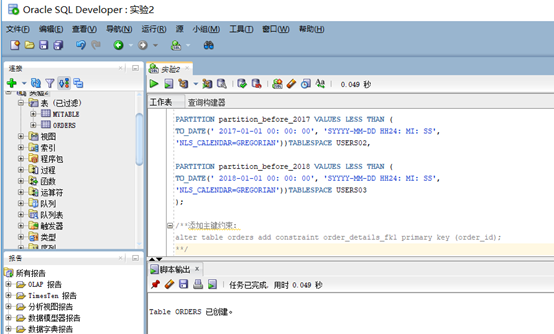 Oracle SQL Developer : 实验2
文件(F) 编辑(E) 查看(V) 导航(N) 运行(R) 源 小组(M) 工具(T) 窗口(W) 帮助(H)
连接
实验2
表 (已过滤)
MYTABLE
ORDERS
视图
索引
程序包
过程
函数
运算符
队列
队列表
触发器
类型
序列
报告
所有报告
OLAP 报告
TimesTen 报告
分析视图报告
数据模型器报告
数据字典报告
实验2
0.049 秒
工作表 查询构建器
PARTITION partition_before_2017 VALUES LESS THAN (
TO_DATE(' 2017-01-01 00: 00: 00', 'SYYYY-MM-DD HH24: MI: SS',
'NLS_CALENDAR=GREGORIAN'))TABLESPACE USERS02,
PARTITION partition_before_2018 VALUES LESS THAN (
TO_DATE(' 2018-01-01 00: 00: 00', 'SYYYY-MM-DD HH24: MI: SS',
'NLS_CALENDAR=GREGORIAN'))TABLESPACE USERS03
);
/**添加主键约束:
alter table orders add constraint order_details_fk1 primary key (order_id);
**/
脚本输出
任务已完成, 用时 0.049 秒
Table ORDERS 已创建。